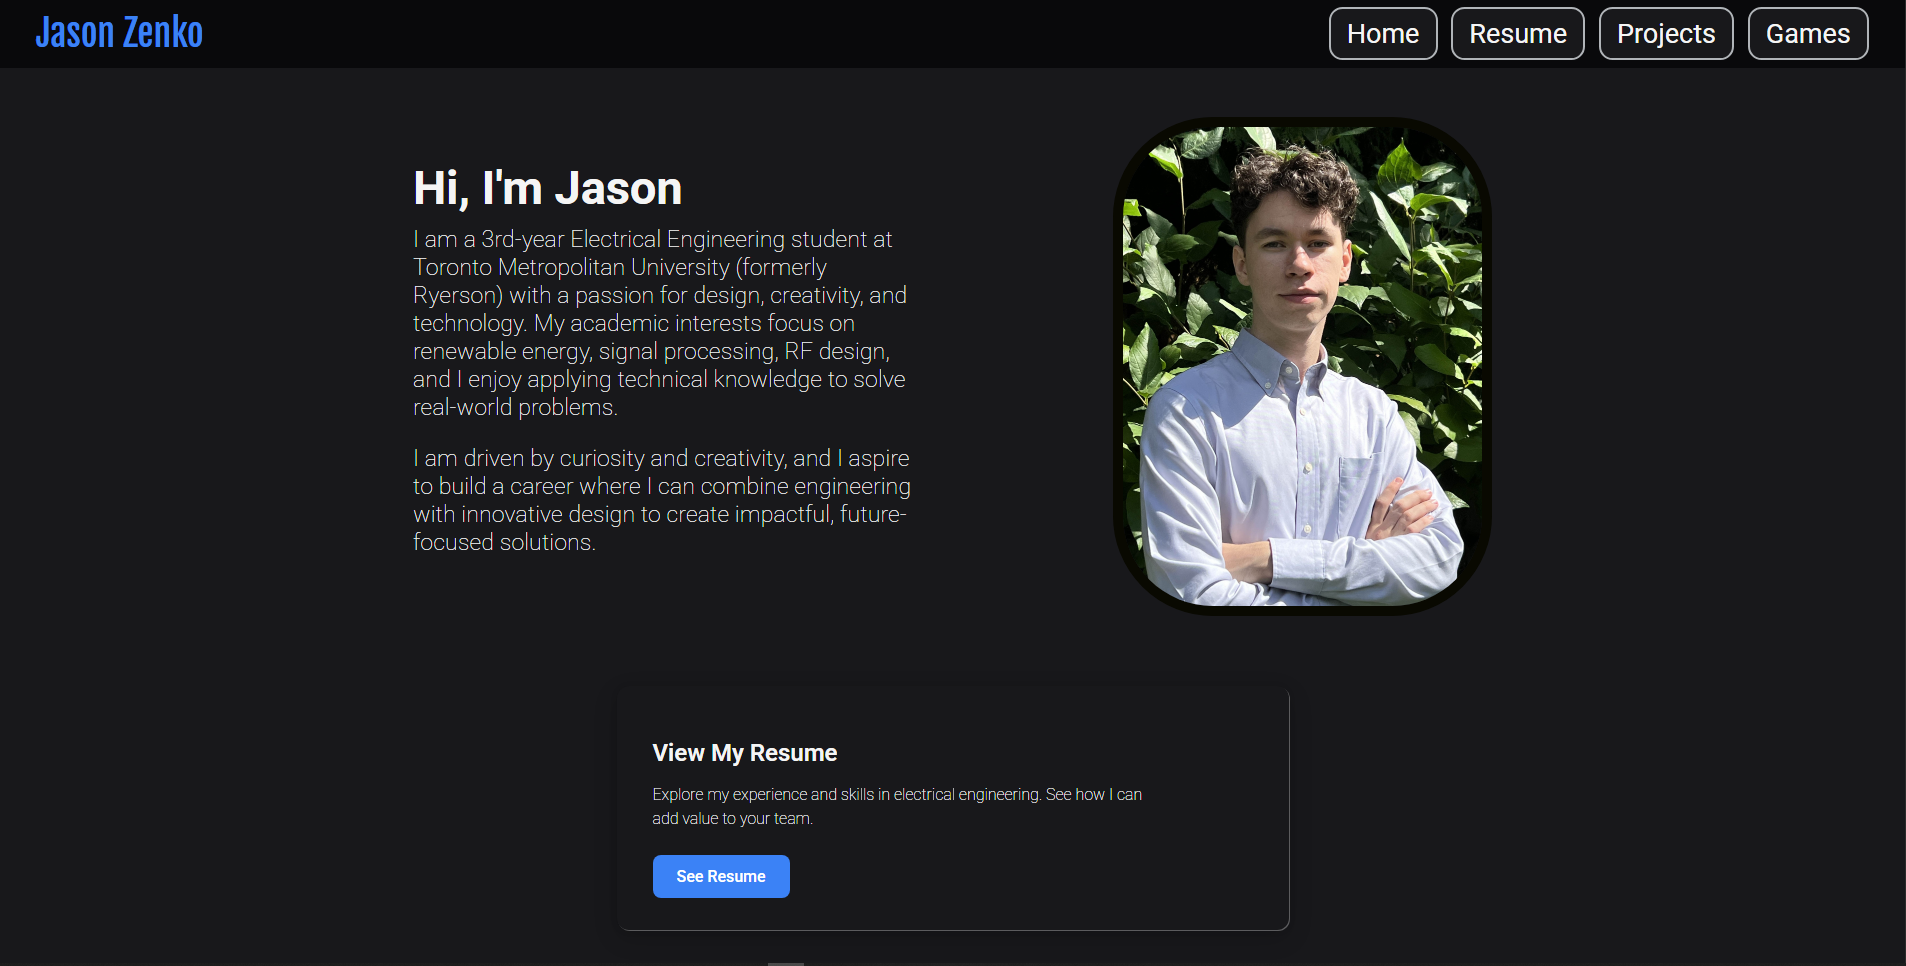 Jason Zenko
Home
Resume
Projects
Games
Hi, I'm Jason
I am a 3rd-year Electrical Engineering student at
Toronto Metropolitan University (formerly
Ryerson) with a passion for design, creativity, and
technology. My academic interests focus on
renewable energy, signal processing, RF design,
and I enjoy applying technical knowledge to solve
real-world problems.
I am driven by curiosity and creativity, and I aspire
to build a career where I can combine engineering
with innovative design to create impactful, future-
focused solutions.
View My Resume
Explore my experience and skills in electrical engineering. See how I can
add value to your team.
See Resume